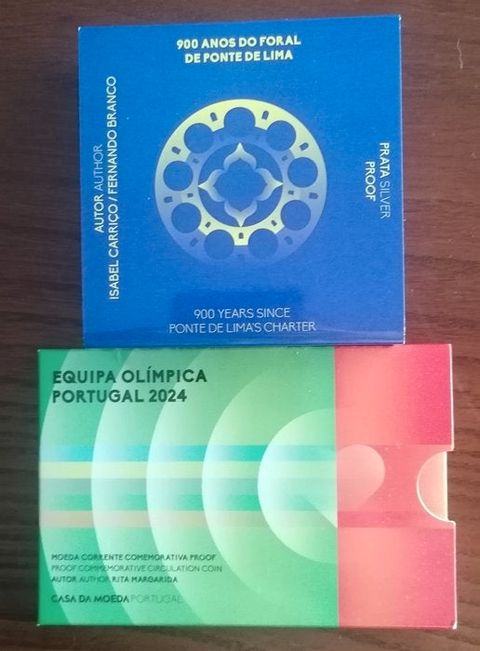 900 ANOS DO FORAL
DE PONTE DE LIMA
AUTOR AUTHOR
ISABEL CARRIÇO / FERNANDO BRANCO
PRATA SILVER
PROOF
900 YEARS SINCE
PONTE DE LIMA'S CHARTER
EQUIPA OLÍMPICA
PORTUGAL 2024
MOEDA CORRENTE COMEMORATIVA PROOF
PROOF COMMEMORATIVE CIRCULATION COIN
AUTOR AUTHOR RITA MARGARIDA
CASA DA MOEDA PORTUGAL